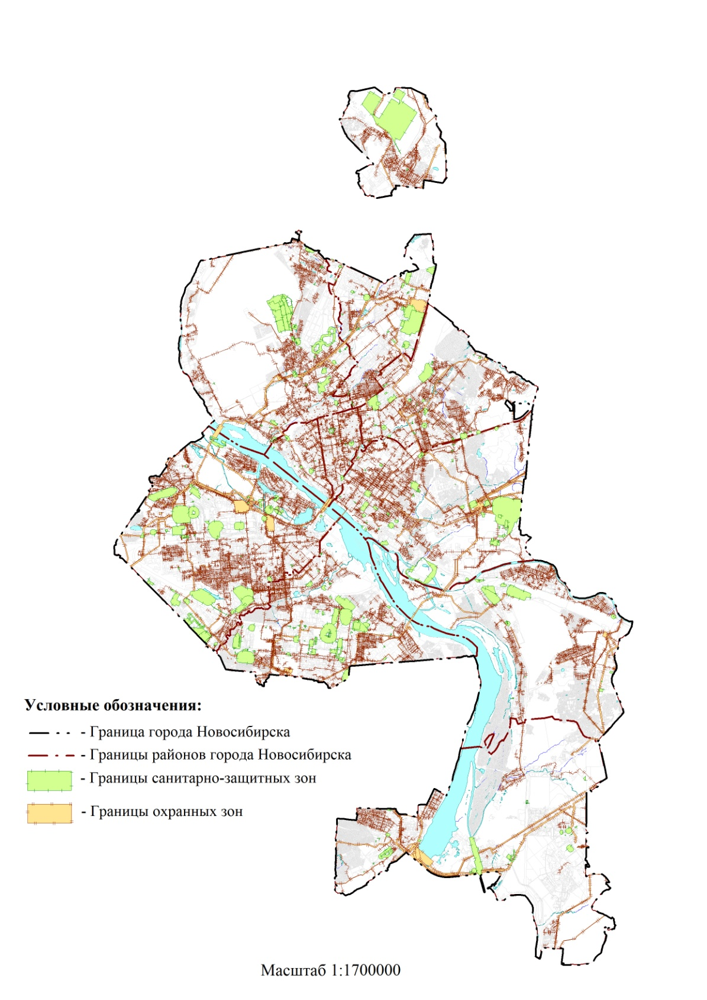 Условные обозначения:
- Граница города Новосибирска
- Границы районов города Новосибирска
- Границы санитарно-защитных зон
- Границы охранных зон
Масштаб 1:1700000